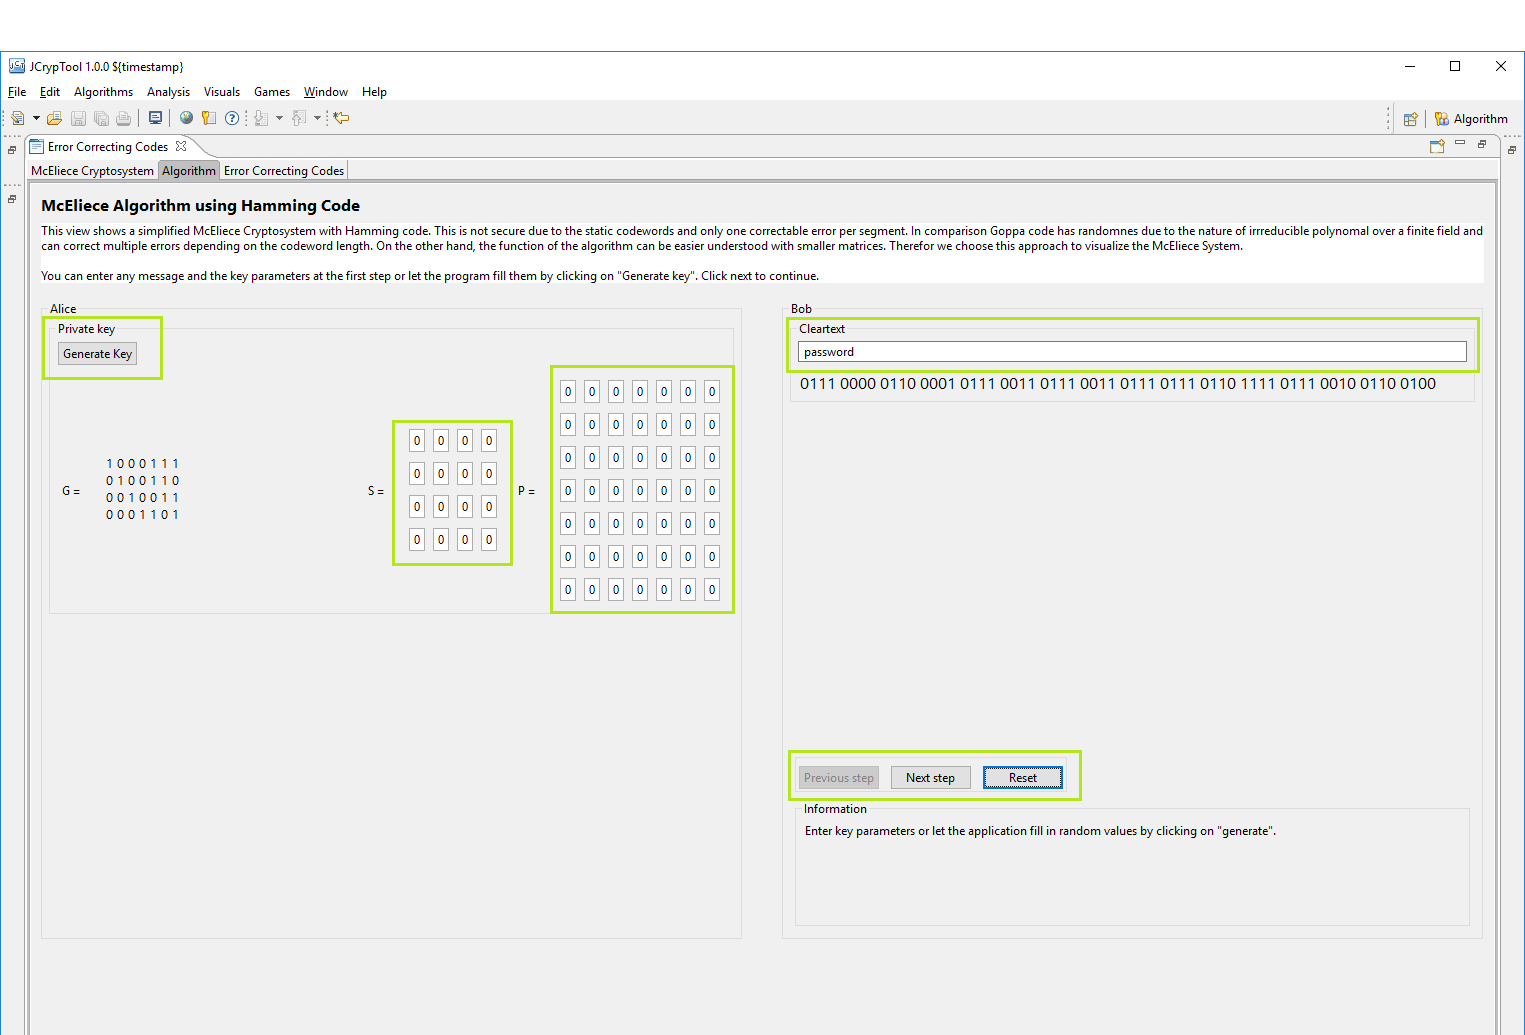 JCrypTool 1.0.0 ${timestamp}
File Edit Algorithms Analysis Visuals Games Window Help
Algorithm
Error Correcting Codes
McEliece Cryptosystem Algorithm Error Correcting Codes
McEliece Algorithm using Hamming Code
This view shows a simplified McEliece Cryptosystem with Hamming code. This is not secure due to the static codewords and only one correctable error per segment. In comparison Goppa code has randomnes due to the nature of irrreducible polynomal over a finite field and
can correct multiple errors depending on the codeword length. On the other hand, the function of the algorithm can be easier understood with smaller matrices. Therefor we choose this approach to visualize the McEliece System.
You can enter any message and the key parameters at the first step or let the program fill them by clicking on "Generate key". Click next to continue.
Alice
Private key
Generate Key
G =
1 0 0 0 1 1 1
0 1 0 0 1 1 0
0 0 1 0 0 1 1
0 0 0 1 1 0 1
S =
0 0 0 0
0 0 0 0
0 0 0 0
0 0 0 0
P =
0 0 0 0 0 0 0
0 0 0 0 0 0 0
0 0 0 0 0 0 0
0 0 0 0 0 0 0
0 0 0 0 0 0 0
0 0 0 0 0 0 0
0 0 0 0 0 0 0
Bob
Cleartext
password
0111 0000 0110 0001 0111 0011 0111 0011 0111 0111 0110 1111 0111 0010 0110 0100
Previous step Next step Reset
Information
Enter key parameters or let the application fill in random values by clicking on "generate".